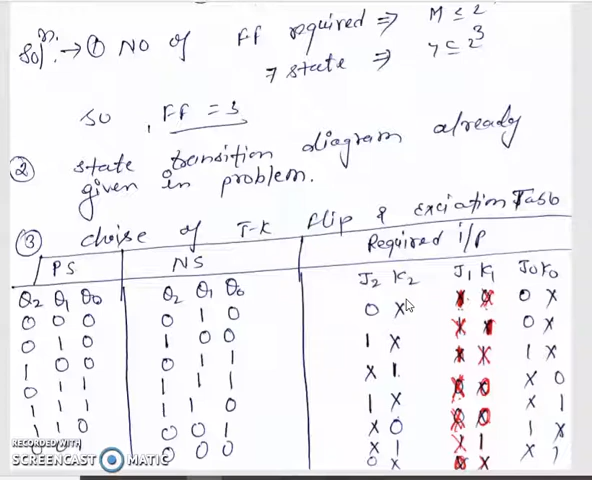 Sol^n. → ① NO of FF required ⇒ M ≤ 2
7 state ⇒ 7 ≤ 2^3
so , FF = 3
② state transition diagram already
given in problem.
③ choise of J-K Flip & exciation Tab
PS NS Required i/p
Q2 Q1 Q0 Q2 Q1 Q0 J2 K2 J1 K1 J0 K0
0 0 0 0 1 0 0 X 0 X
0 1 0 1 0 0 1 X 0 X
1 0 0 0 1 1 X 1 1 X
0 1 1 1 1 1 1 X X 0
1 1 1 1 1 0 X 0 X 1
1 1 0 0 0 1 X 1 X 1 1 X
0 0 0 0 X X 1
RECORDED WITH
SCREENCAST MATIC